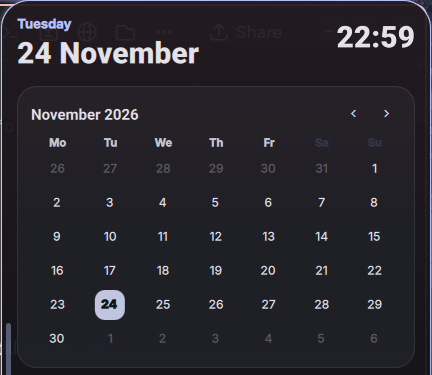 Tuesday
24 November
22:59
Share
November 2026
Mo Tu We Th Fr Sa Su
26 27 28 29 30 31 1
2 3 4 5 6 7 8
9 10 11 12 13 14 15
16 17 18 19 20 21 22
23 24 25 26 27 28 29
30 1 2 3 4 5 6